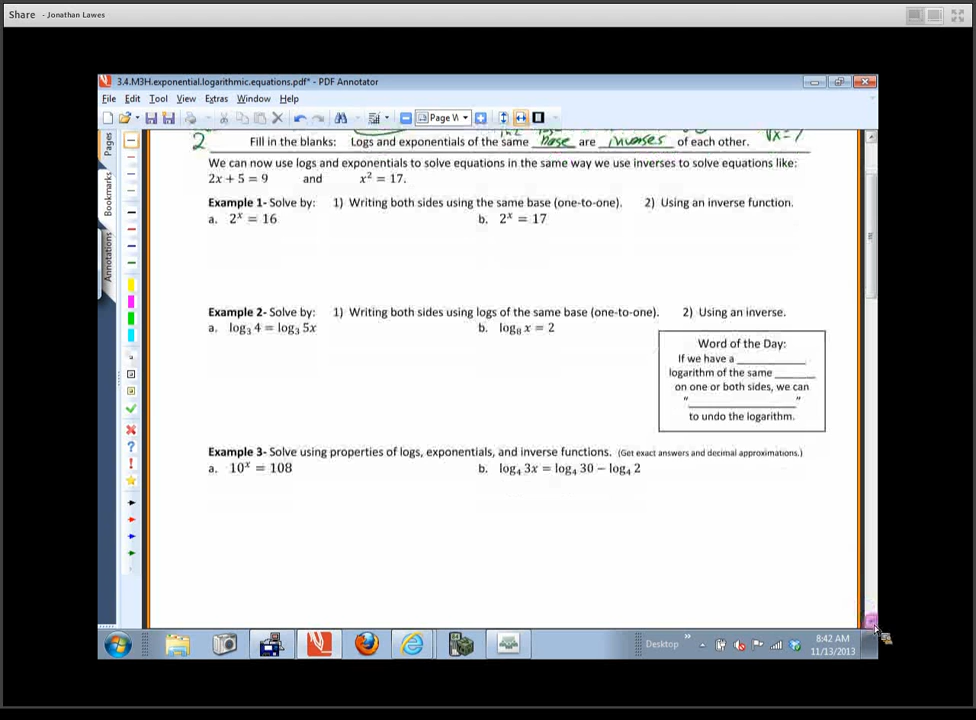 Share - Jonathan Lawes
3.4.M3H.exponential.logarithmic.equations.pdf* - PDF Annotator
File Edit Tool View Extras Window Help
Page W
Pages
Bookmarks
Annotations
2 Fill in the blanks: Logs and exponentials of the same base are inverses of each other.
We can now use logs and exponentials to solve equations in the same way we use inverses to solve equations like:
2x + 5 = 9 and x² = 17.
Example 1- Solve by: 1) Writing both sides using the same base (one-to-one). 2) Using an inverse function.
a. 2ˣ = 16 b. 2ˣ = 17
Example 2- Solve by: 1) Writing both sides using logs of the same base (one-to-one). 2) Using an inverse.
a. log₃ 4 = log₃ 5x b. log₈ x = 2
Word of the Day:
If we have a ___________
logarithm of the same ______
on one or both sides, we can
"_________________"
to undo the logarithm.
Example 3- Solve using properties of logs, exponentials, and inverse functions. (Get exact answers and decimal approximations.)
a. 10ˣ = 108 b. log₄ 3x = log₄ 30 − log₄ 2
Desktop
8:42 AM
11/13/2013